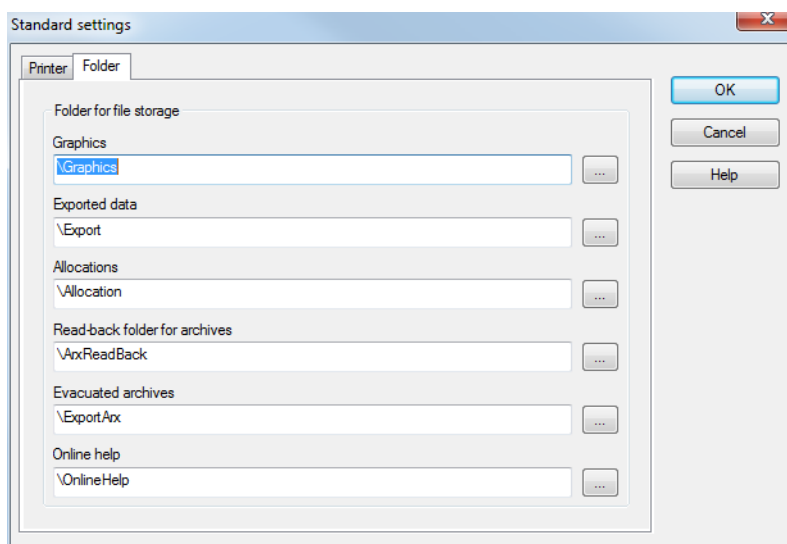 Standard settings
Printer
Folder
OK
Cancel
Help
Folder for file storage
Graphics
\Graphics
...
Exported data
\Export
...
Allocations
\Allocation
...
Read-back folder for archives
\ArxReadBack
...
Evacuated archives
\ExportArx
...
Online help
\OnlineHelp
...